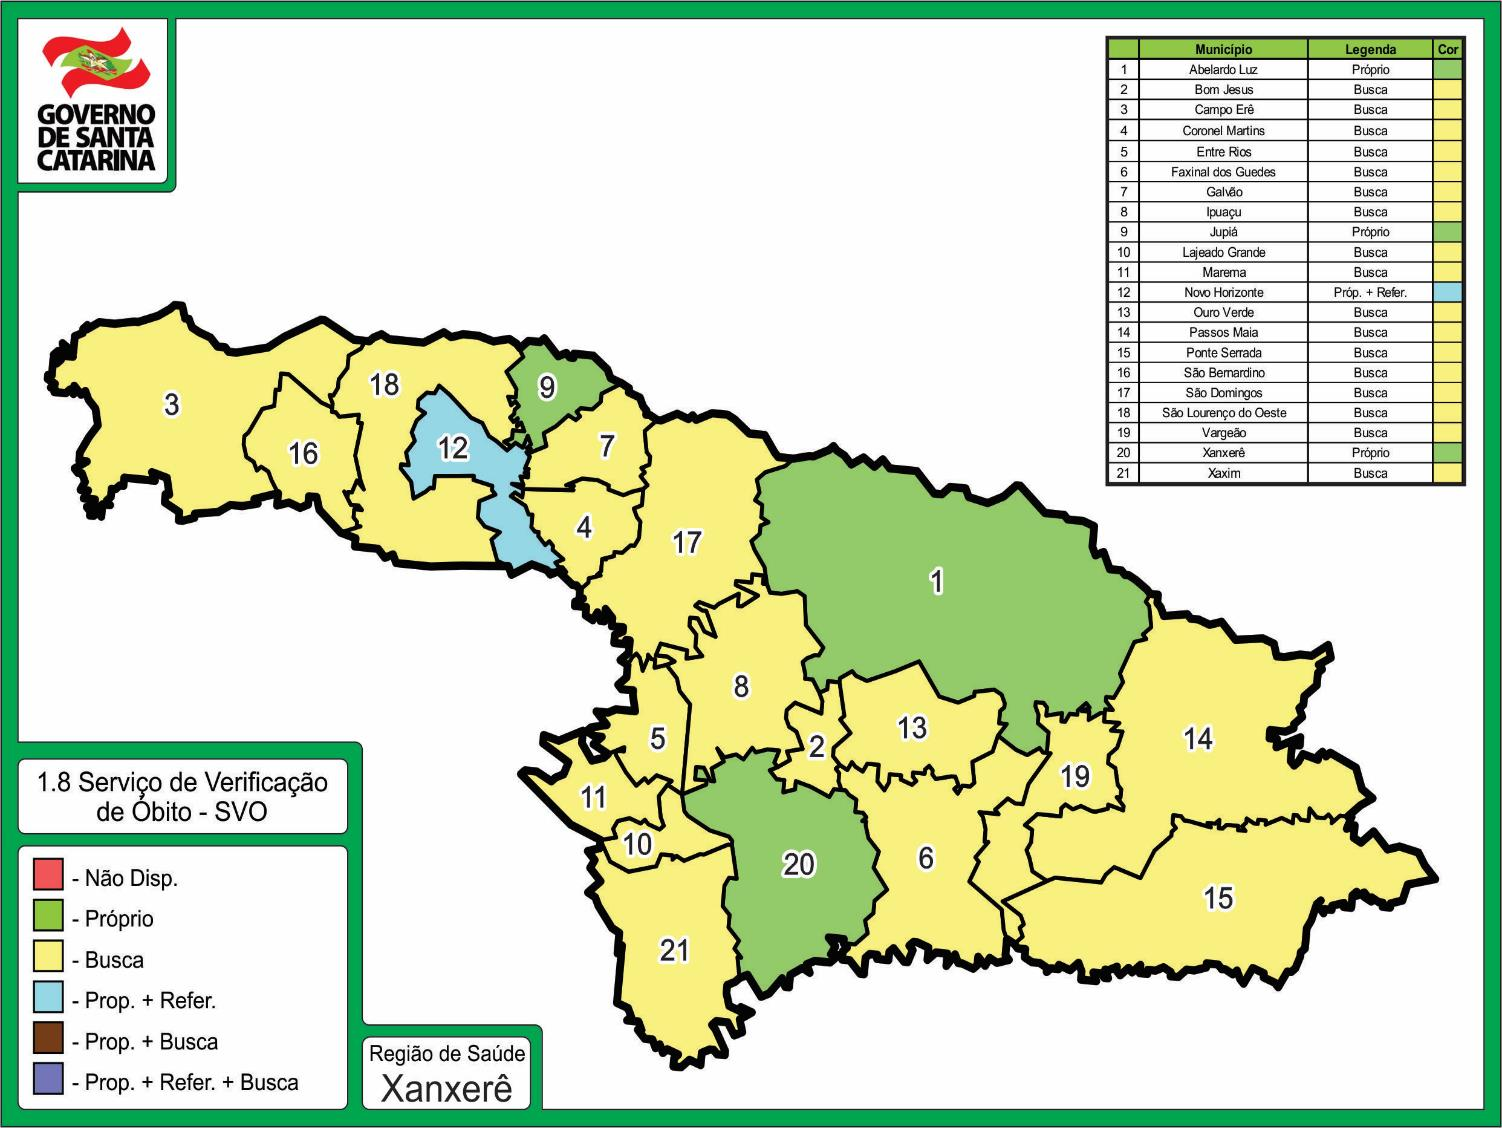 GOVERNO
DE SANTA
CATARINA
Município Legenda Cor
1 Abelardo Luz Próprio
2 Bom Jesus Busca
3 Campo Erê Busca
4 Coronel Martins Busca
5 Entre Rios Busca
6 Faxinal dos Guedes Busca
7 Galvão Busca
8 Ipuaçu Busca
9 Jupiá Próprio
10 Lajeado Grande Busca
11 Marema Busca
12 Novo Horizonte Próp. + Refer.
13 Ouro Verde Busca
14 Passos Maia Busca
15 Ponte Serrada Busca
16 São Bernardino Busca
17 São Domingos Busca
18 São Lourenço do Oeste Busca
19 Vargeão Busca
20 Xanxerê Próprio
21 Xaxim Busca
3
16
18
12
9
7
4
17
1
8
5
2
13
19
14
11
10
20
6
15
21
1.8 Serviço de Verificação
de Óbito - SVO
- Não Disp.
- Próprio
- Busca
- Prop. + Refer.
- Prop. + Busca
- Prop. + Refer. + Busca
Região de Saúde
Xanxerê